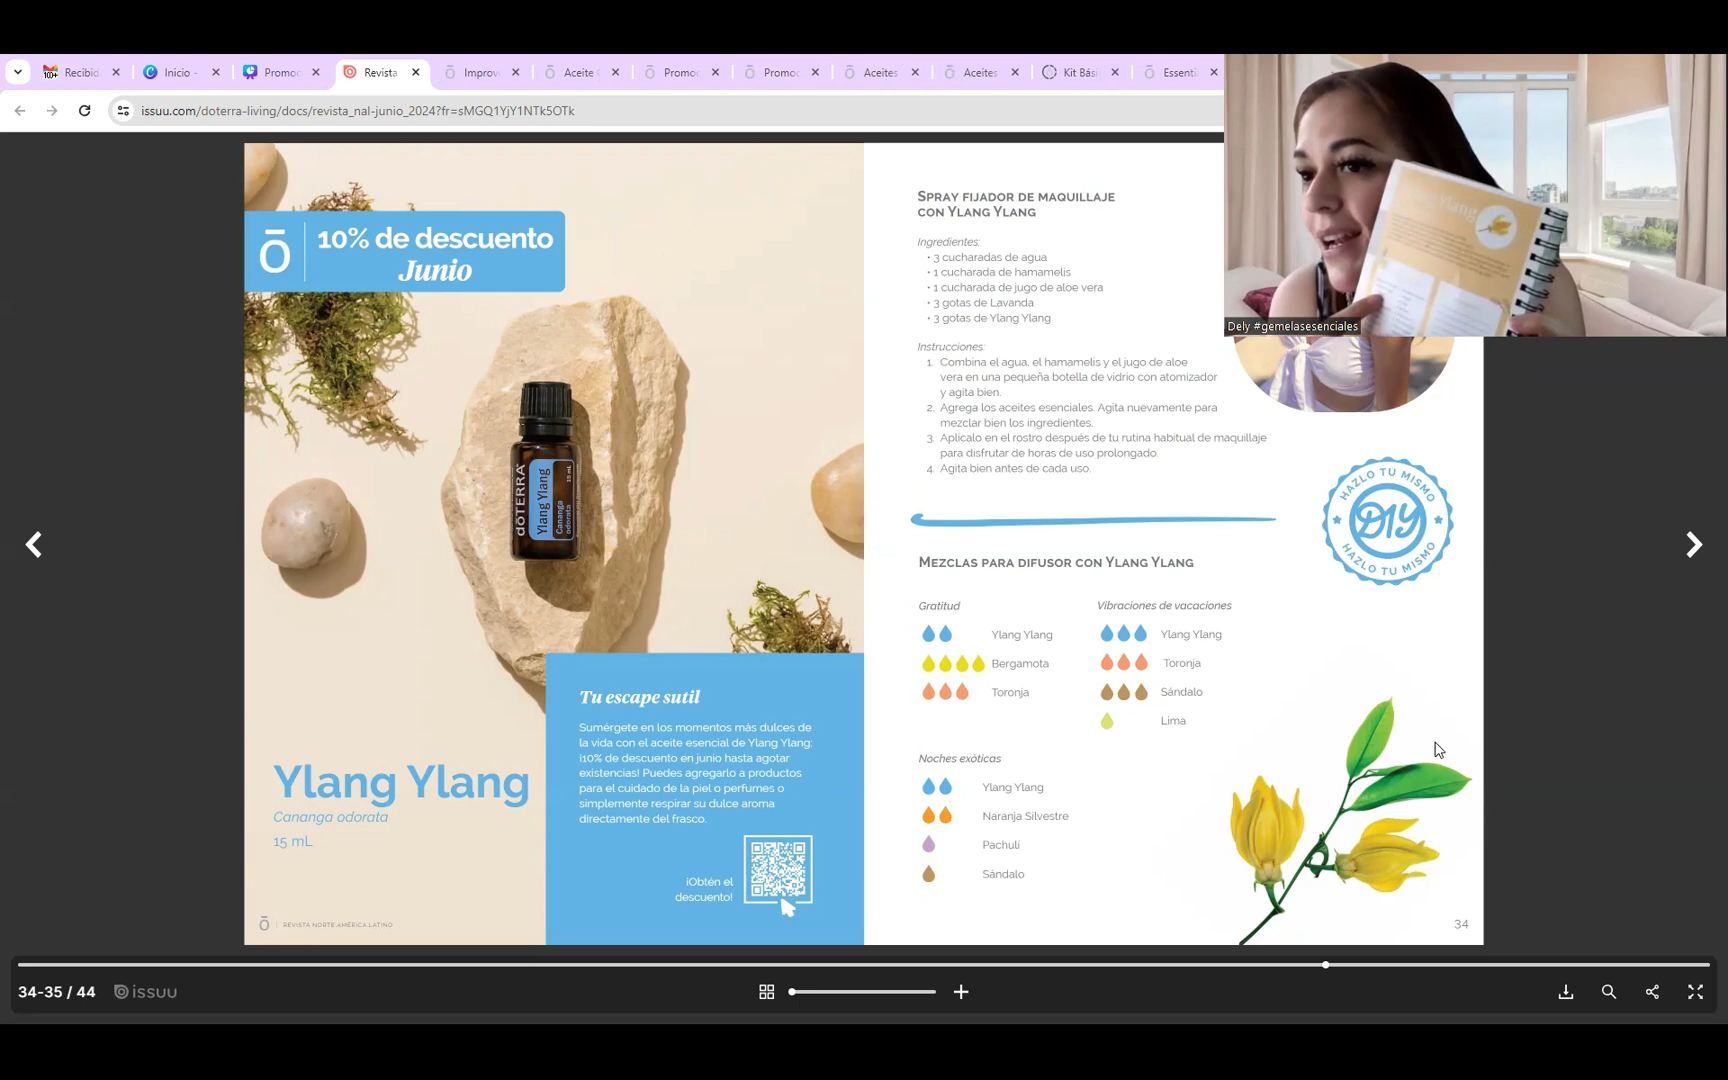 Recibid
Inicio -
Promoc
Revista
Improv
Aceite
Promoc
Promoc
Aceites
Aceites
Kit Bási
Essenti
issuu.com/doterra-living/docs/revista_nal-junio_2024?fr=sMGQ1YjY1NTk5OTk
10% de descuento
Junio
dōTERRA
Ylang Ylang
Cananga
odorata
15 mL
Ylang Ylang
Cananga odorata
15 mL
Tu escape sutil
Sumérgete en los momentos más dulces de
la vida con el aceite esencial de Ylang Ylang:
¡10% de descuento en junio hasta agotar
existencias! Puedes agregarlo a productos
para el cuidado de la piel o perfumes o
simplemente respirar su dulce aroma
directamente del frasco.
¡Obtén el
descuento!
REVISTA NORTE AMÉRICA LATINO
SPRAY FIJADOR DE MAQUILLAJE
CON YLANG YLANG
Ingredientes:
• 3 cucharadas de agua
• 1 cucharada de hamamelis
• 1 cucharada de jugo de aloe vera
• 3 gotas de Lavanda
• 3 gotas de Ylang Ylang
Instrucciones:
1. Combina el agua, el hamamelis y el jugo de aloe
vera en una pequeña botella de vidrio con atomizador
y agita bien.
2. Agrega los aceites esenciales. Agita nuevamente para
mezclar bien los ingredientes.
3. Aplícalo en el rostro después de tu rutina habitual de maquillaje
para disfrutar de horas de uso prolongado.
4. Agita bien antes de cada uso.
HAZLO TU MISMO
DIY
HAZLO TU MISMO
MEZCLAS PARA DIFUSOR CON YLANG YLANG
Gratitud
Ylang Ylang
Bergamota
Toronja
Vibraciones de vacaciones
Ylang Ylang
Toronja
Sándalo
Lima
Noches exóticas
Ylang Ylang
Naranja Silvestre
Pachulí
Sándalo
34
Dely #gemelasesenciales
34-35 / 44
issuu